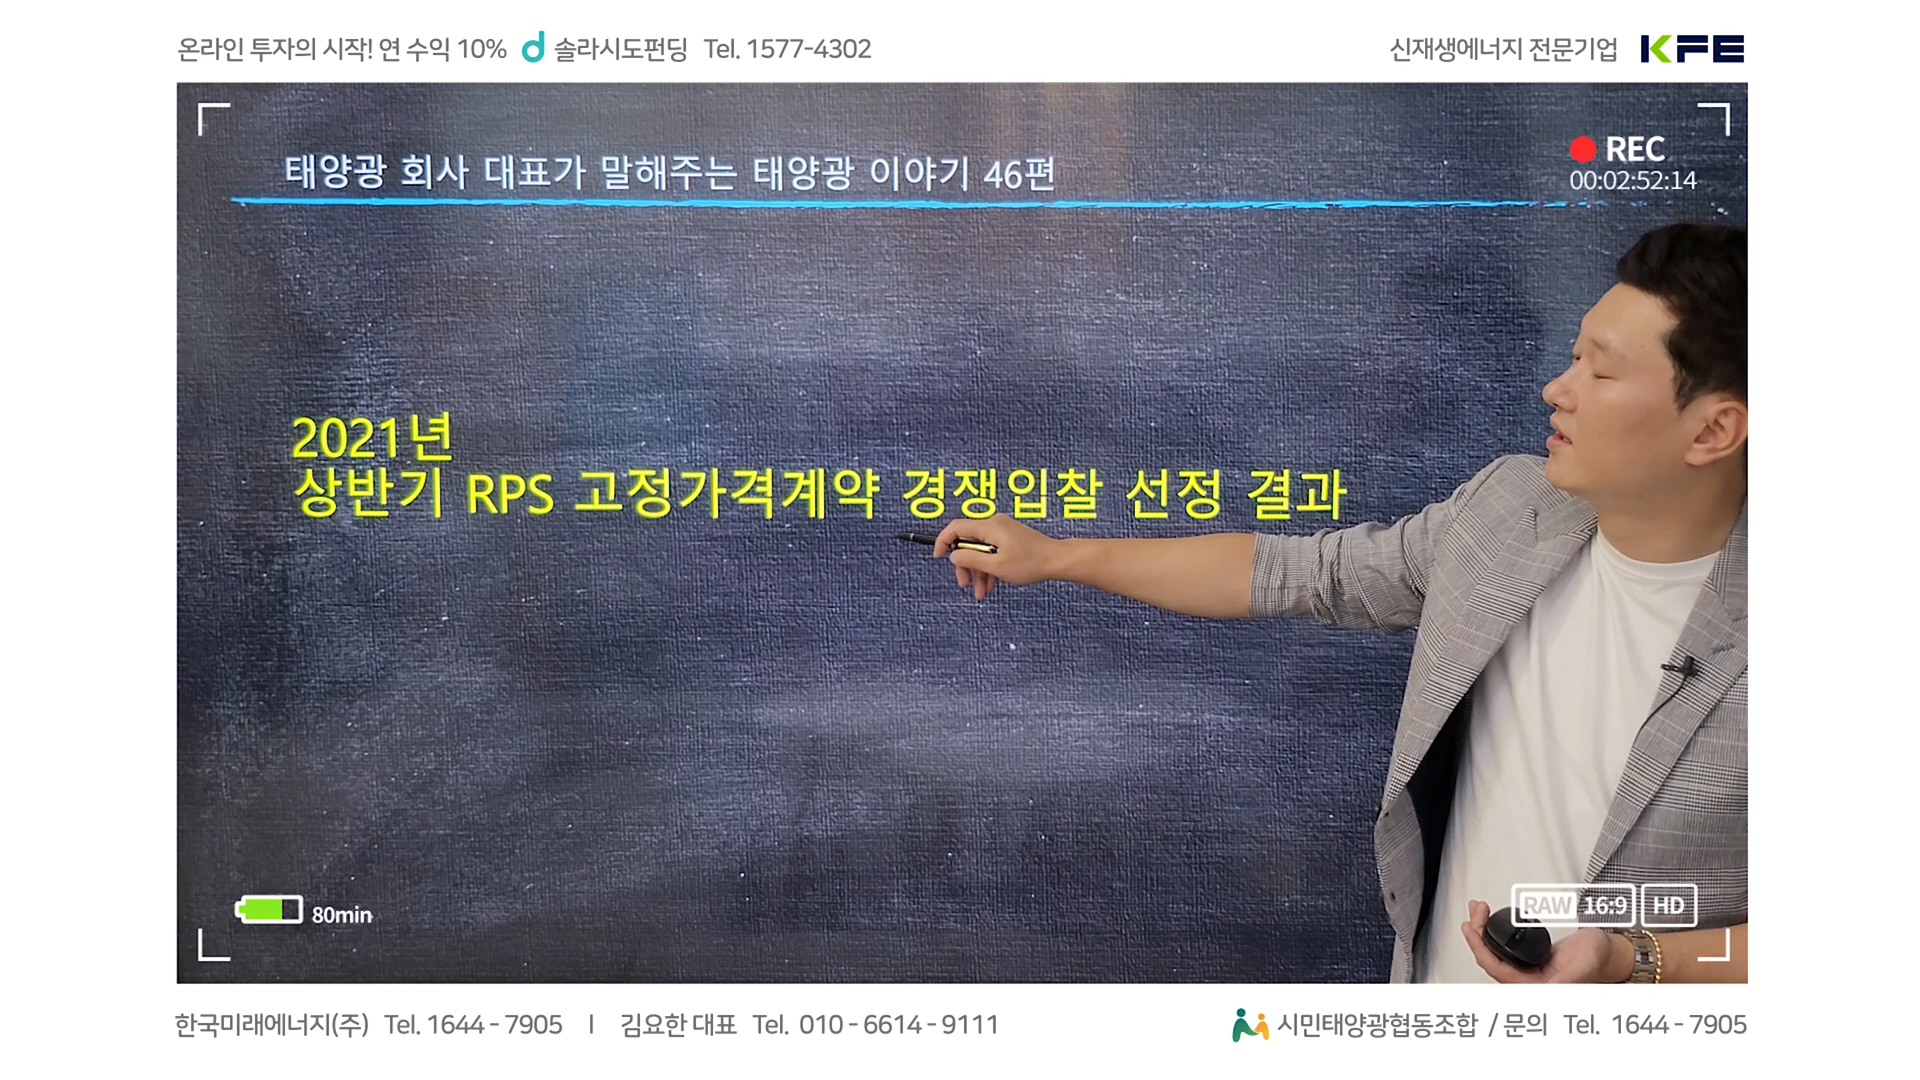 온라인 투자의 시작! 연 수익 10% 솔라시도펀딩 Tel. 1577-4302
신재생에너지 전문기업 KFE
태양광 회사 대표가 말해주는 태양광 이야기 46편
REC
00:02:52:14
2021년
상반기 RPS 고정가격계약 경쟁입찰 선정 결과
80min
RAW 16:9 HD
한국미래에너지(주) Tel. 1644-7905 | 김요한 대표 Tel. 010-6614-9111
시민태양광협동조합 / 문의 Tel. 1644-7905